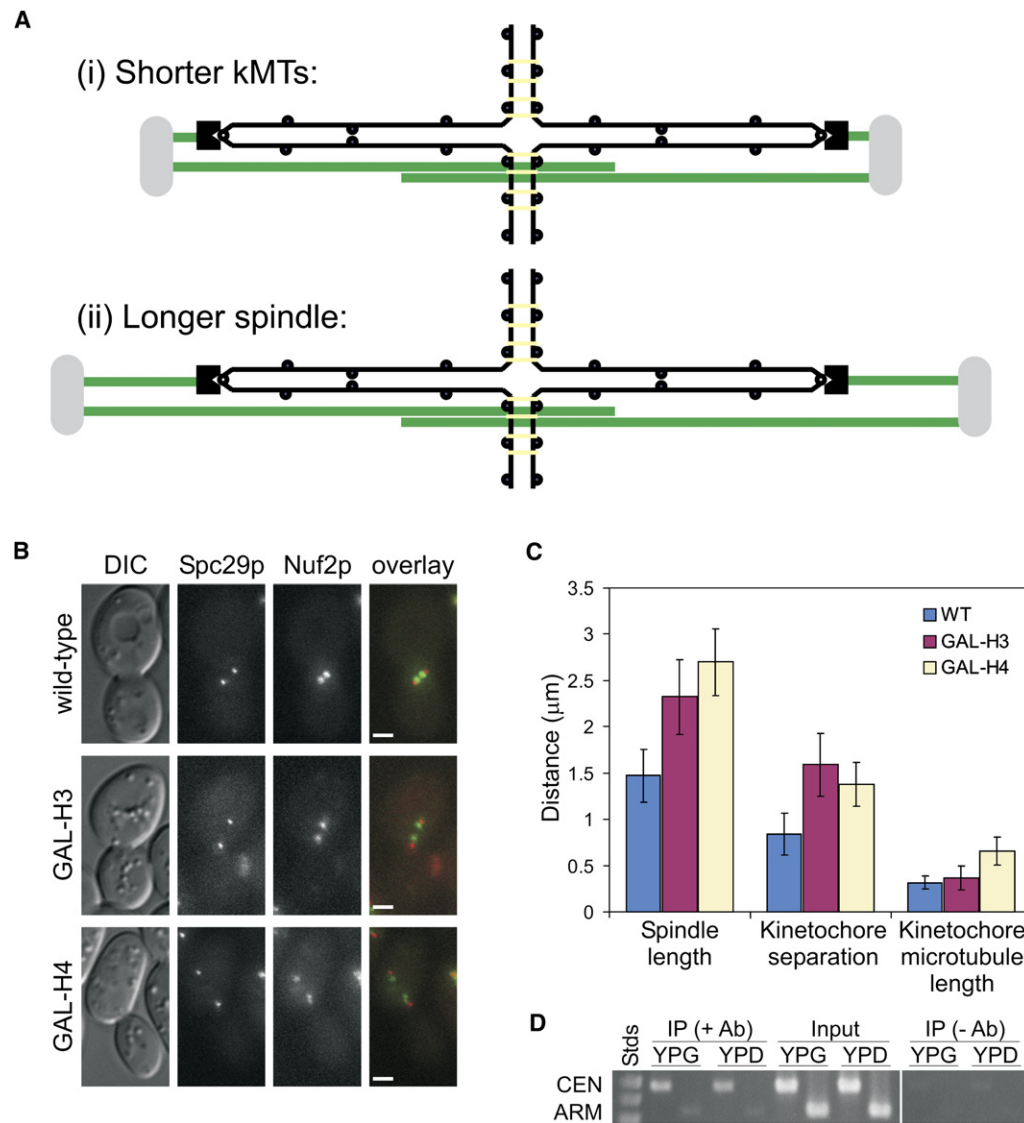 A
(i) Shorter kMTs:
(ii) Longer spindle:
B
DIC Spc29p Nuf2p overlay
wild-type
GAL-H3
GAL-H4
C
Distance (µm)
3.5
3
2.5
2
1.5
1
0.5
0
WT
GAL-H3
GAL-H4
Spindle length
Kinetochore separation
Kinetochore microtubule length
D
Stds
IP (+ Ab) Input IP (- Ab)
YPG YPD YPG YPD YPG YPD
CEN
ARM